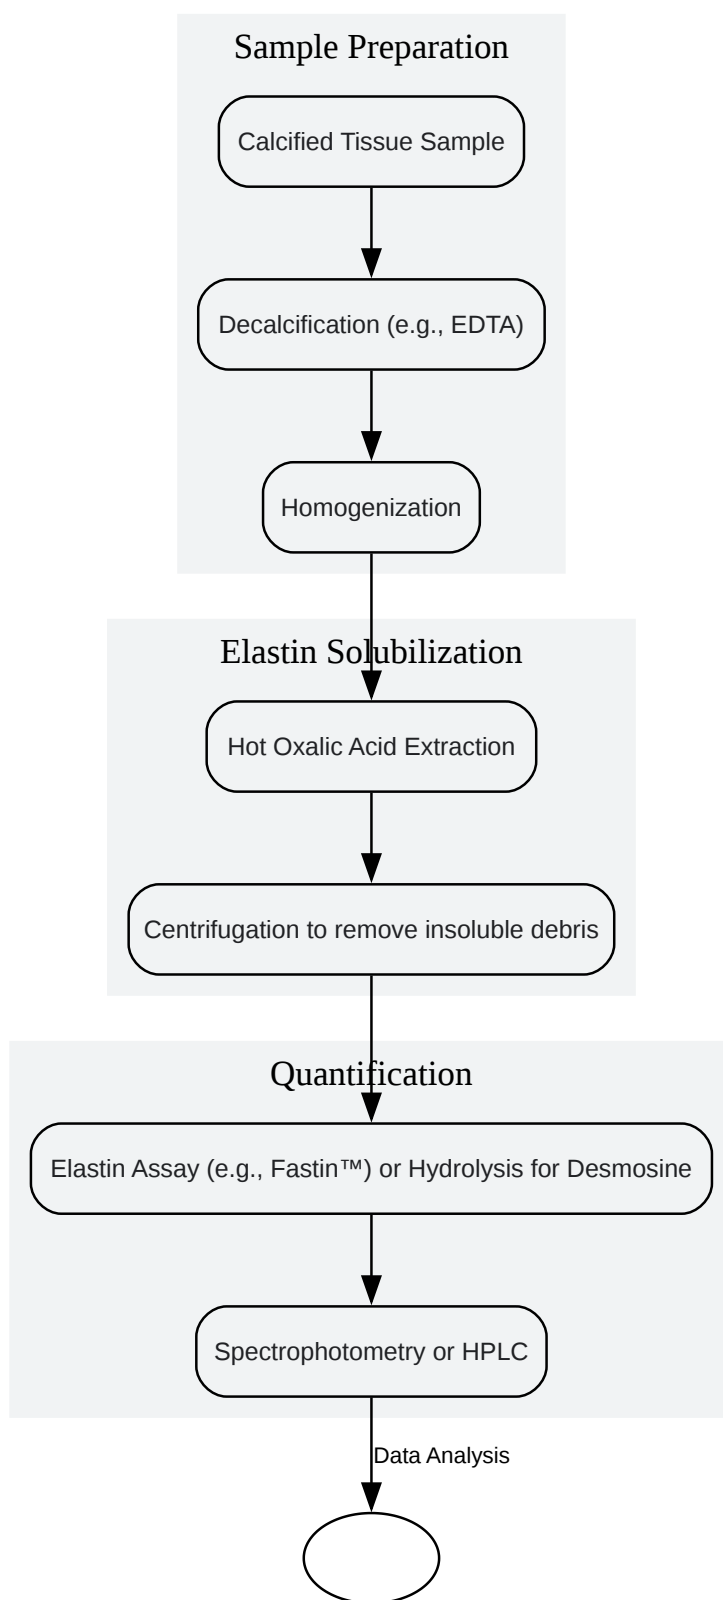 Sample Preparation
Calcified Tissue Sample
Decalcification (e.g., EDTA)
Homogenization
Elastin Solubilization
Hot Oxalic Acid Extraction
Centrifugation to remove insoluble debris
Quantification
Elastin Assay (e.g., Fastin™) or Hydrolysis for Desmosine
Spectrophotometry or HPLC
Data Analysis